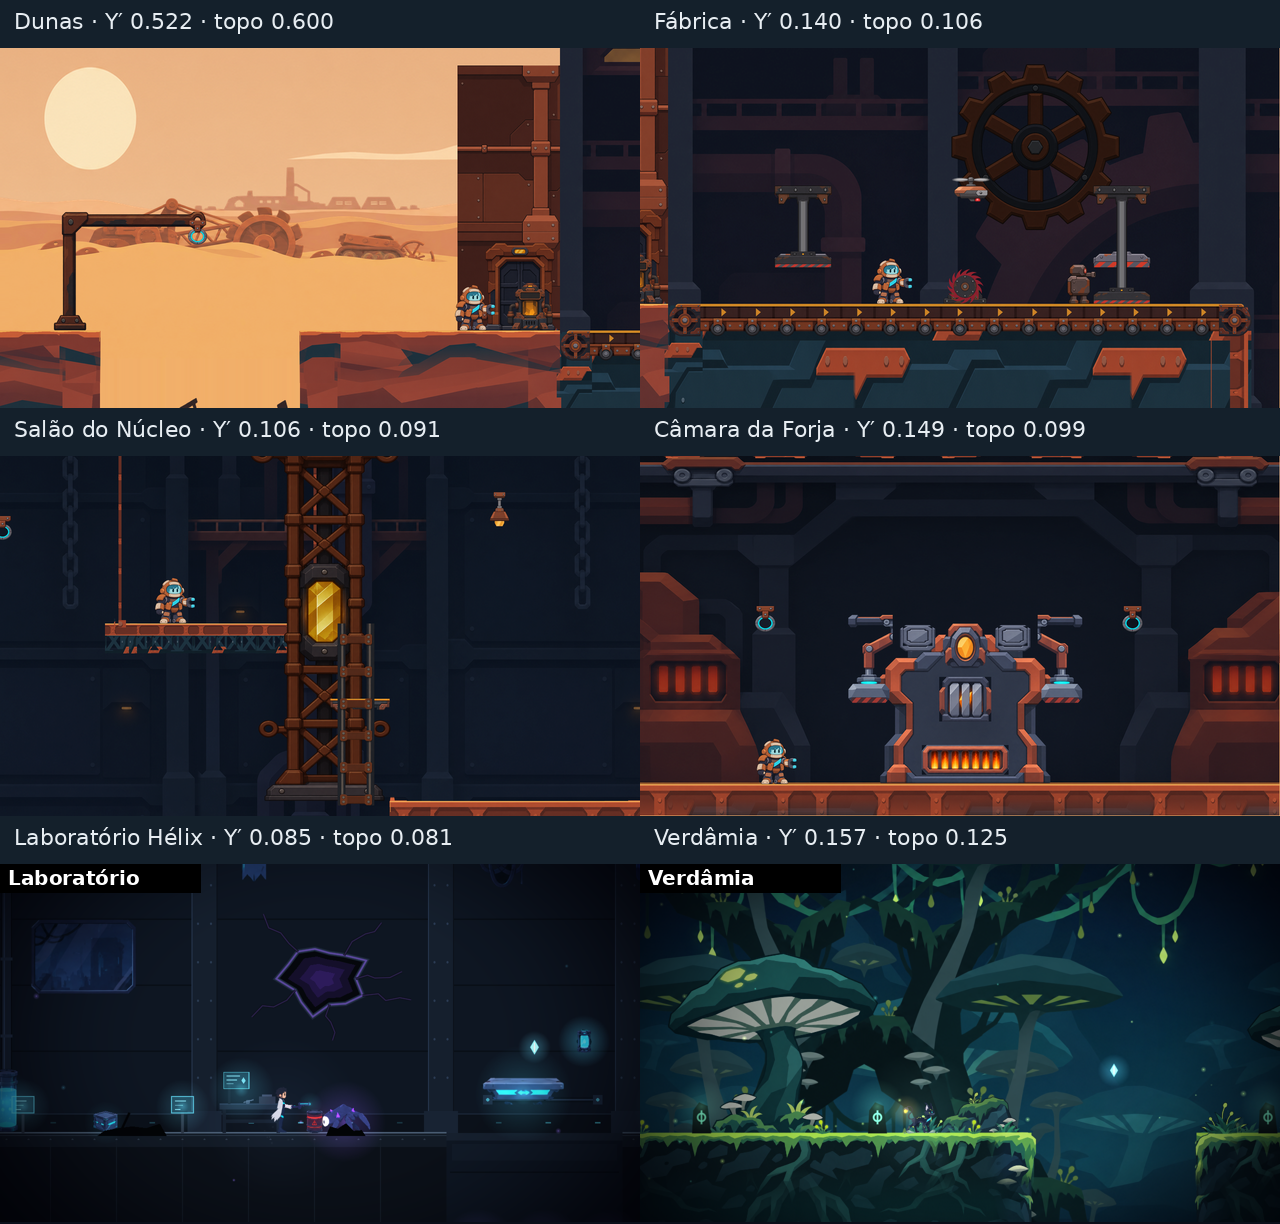 Dunas · Y′ 0.522 · topo 0.600
Fábrica · Y′ 0.140 · topo 0.106
Salão do Núcleo · Y′ 0.106 · topo 0.091
Câmara da Forja · Y′ 0.149 · topo 0.099
Laboratório Hélix · Y′ 0.085 · topo 0.081
Verdâmia · Y′ 0.157 · topo 0.125
Laboratório
Verdâmia